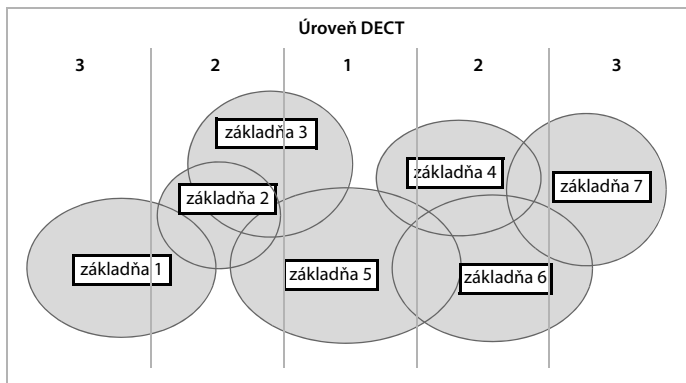 Úroveň DECT
3 2 1 2 3
základňa 3
základňa 4
základňa 7
základňa 2
základňa 1
základňa 5
základňa 6